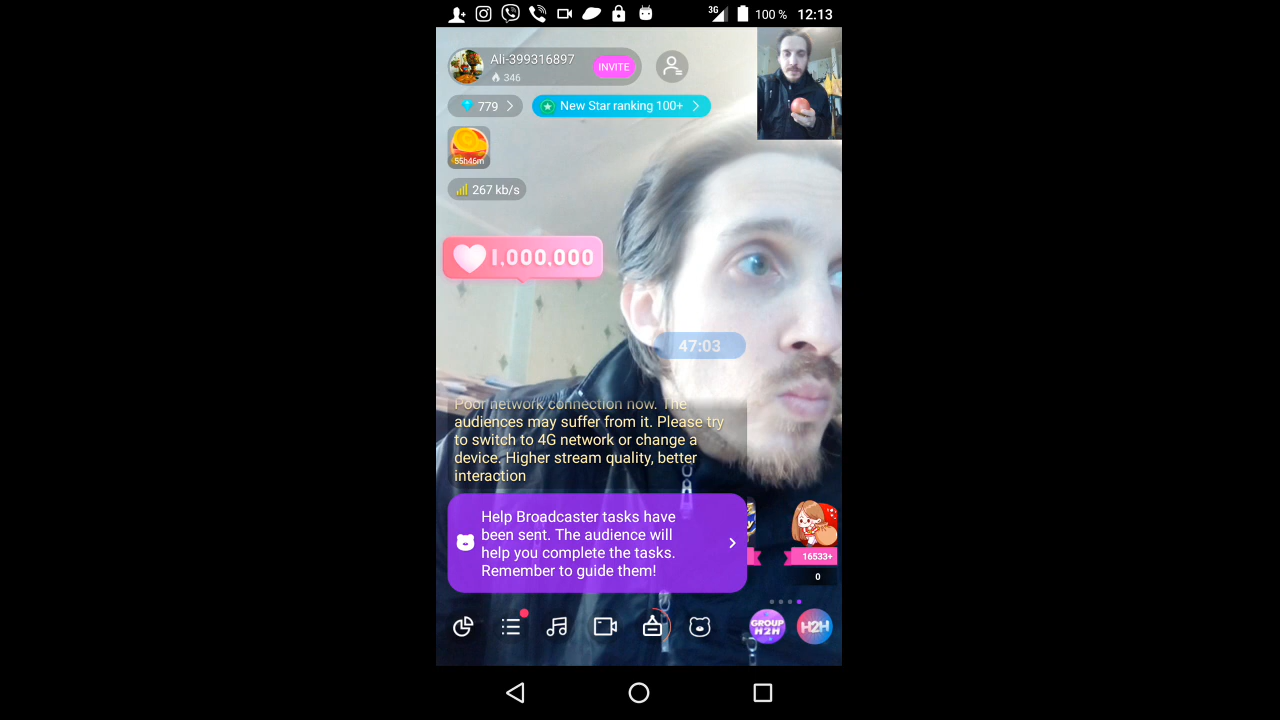 3G 100 % 12:13
Ali-399316897
346
INVITE
779
New Star ranking 100+
55h46m
267 kb/s
1,000,000
47:03
Poor network connection now. The
audiences may suffer from it. Please try
to switch to 4G network or change a
device. Higher stream quality, better
interaction
Help Broadcaster tasks have
been sent. The audience will
help you complete the tasks.
Remember to guide them!
16533+
0
GROUP
H2H
H2H